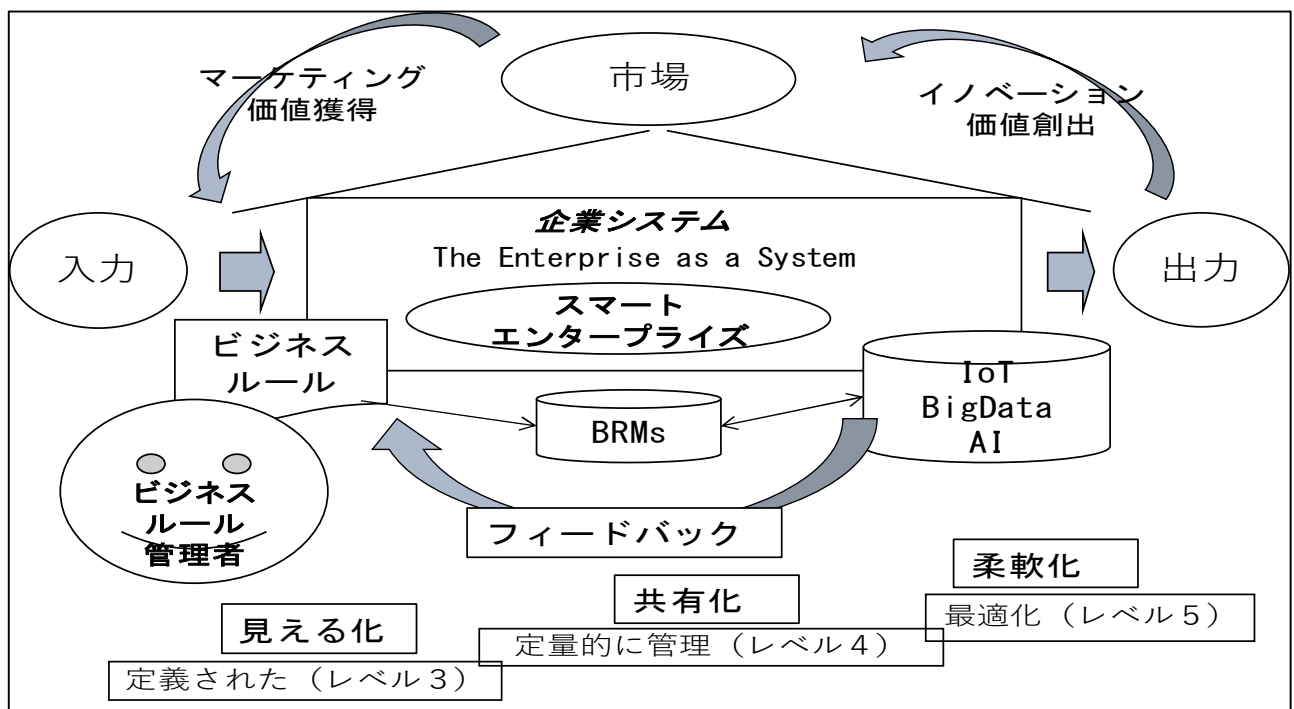 市場
マーケティング
価値獲得
イノベーション
価値創出
企業システム
The Enterprise as a System
入力
出力
スマート
エンタープライズ
ビジネス
ルール
IoT
BigData
AI
BRMs
ビジネス
ルール
管理者
フィードバック
柔軟化
最適化（レベル５）
共有化
定量的に管理（レベル４）
見える化
定義された（レベル３）